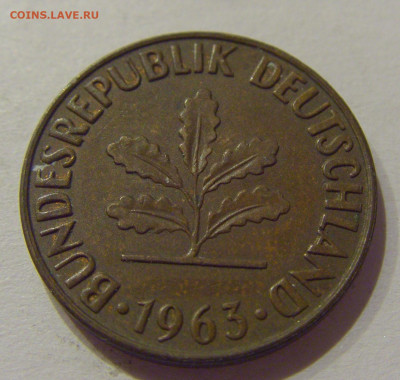 COINS.LAVE.RU
BUNDESREPUBLIK DEUTSCHLAND
· 1963 ·